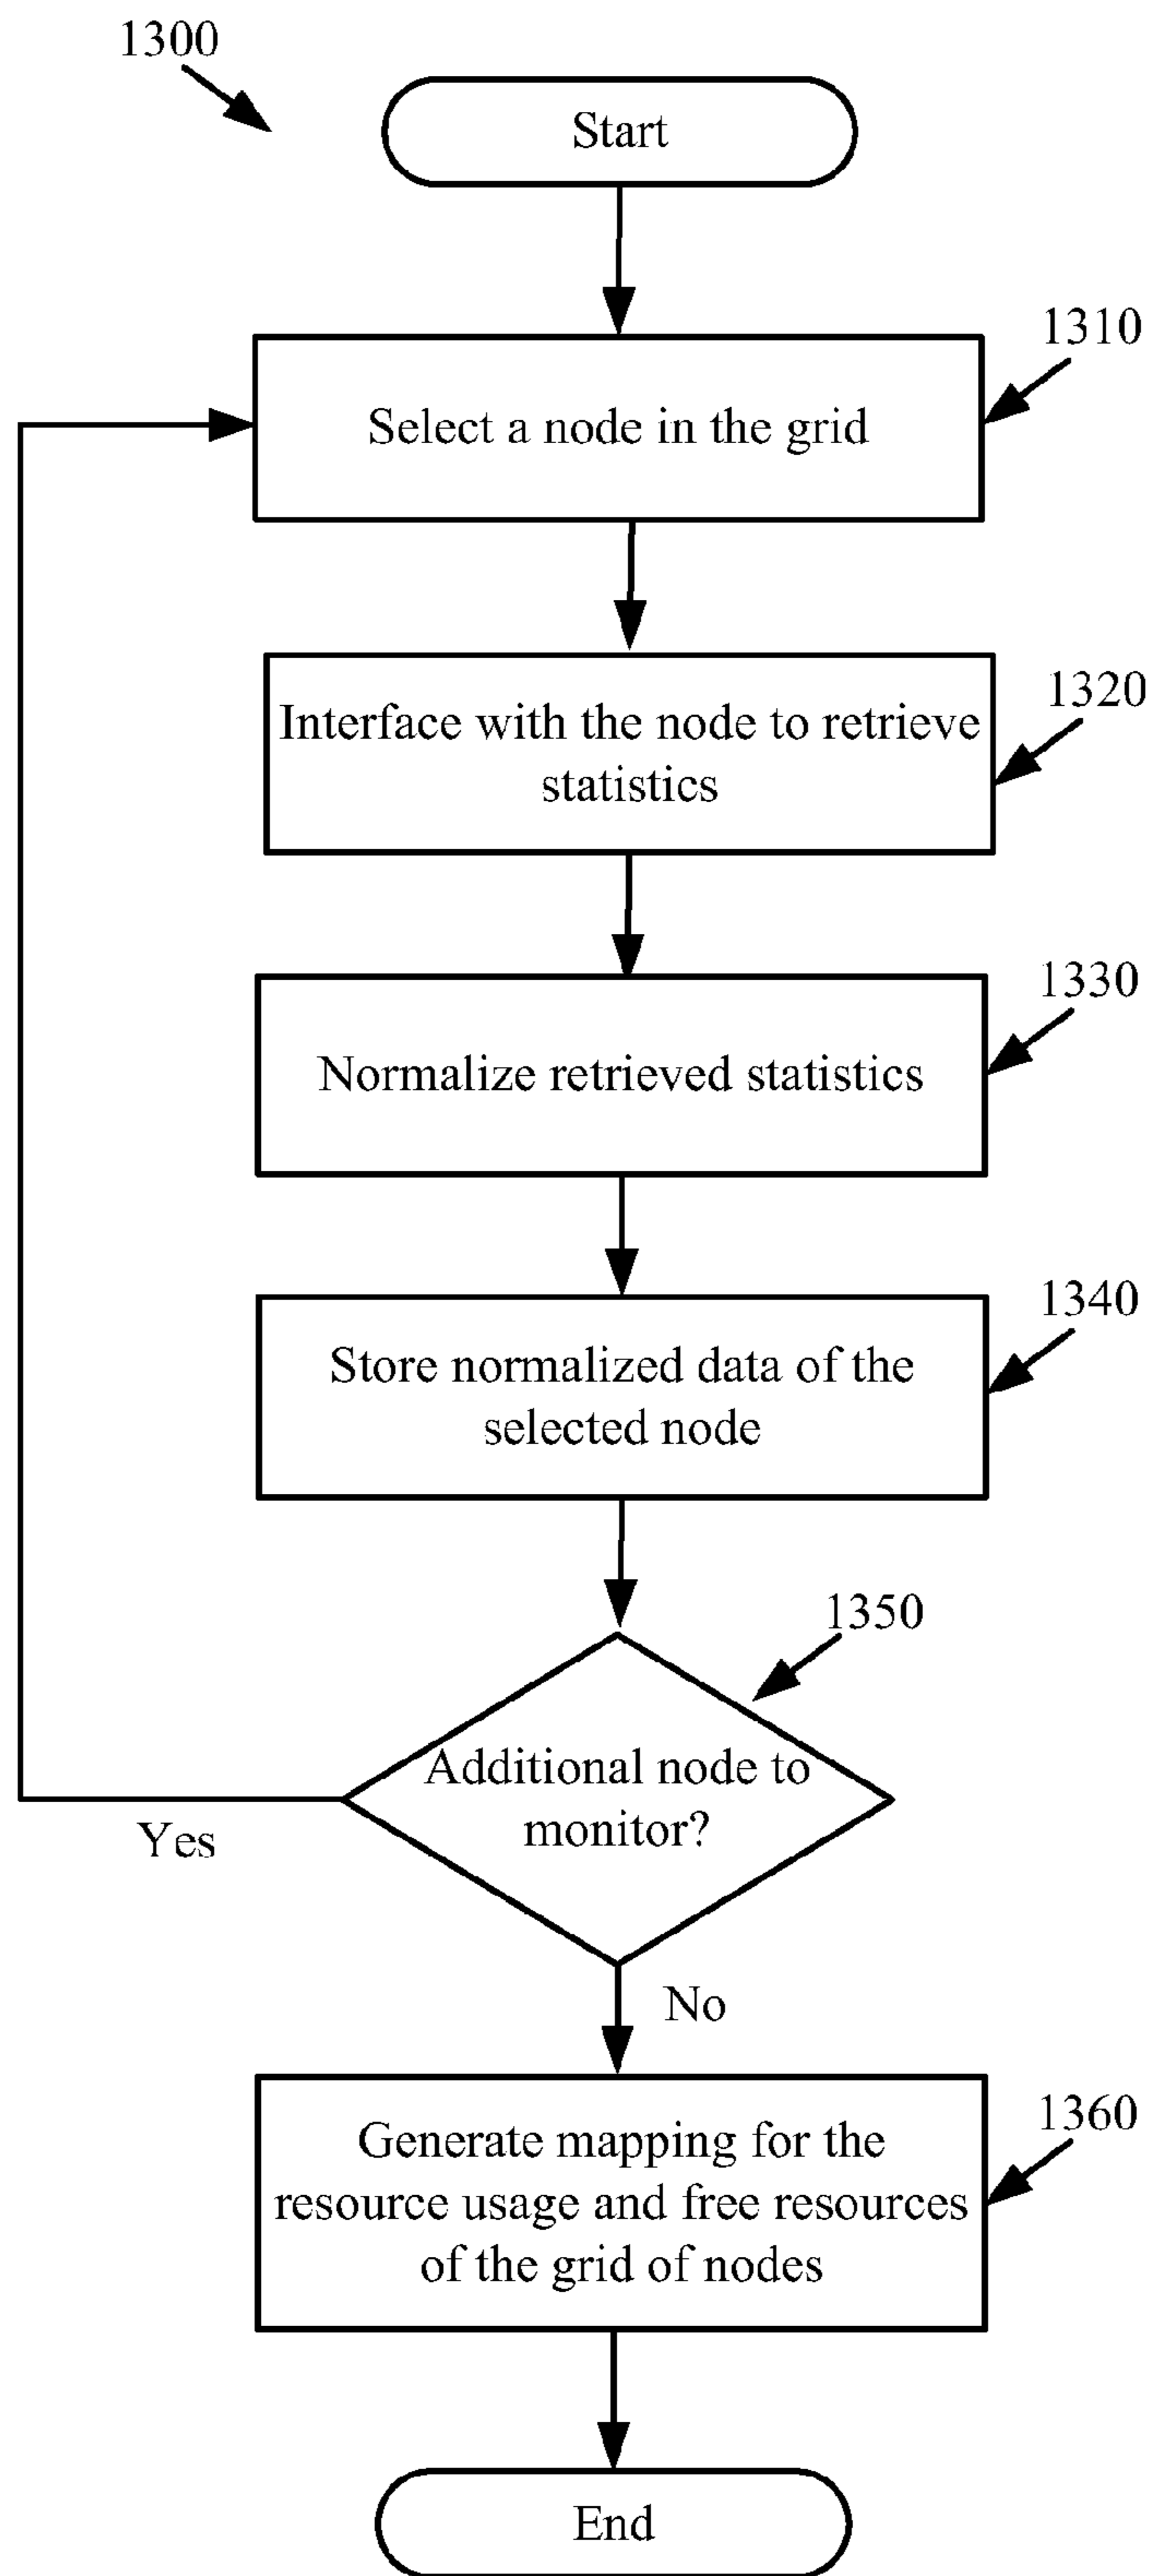 1300
Start
1310
Select a node in the grid
1320
Interface with the node to retrieve
statistics
1330
Normalize retrieved statistics
1340
Store normalized data of the
selected node
1350
Additional node to
monitor?
Yes
No
1360
Generate mapping for the
resource usage and free resources
of the grid of nodes
End